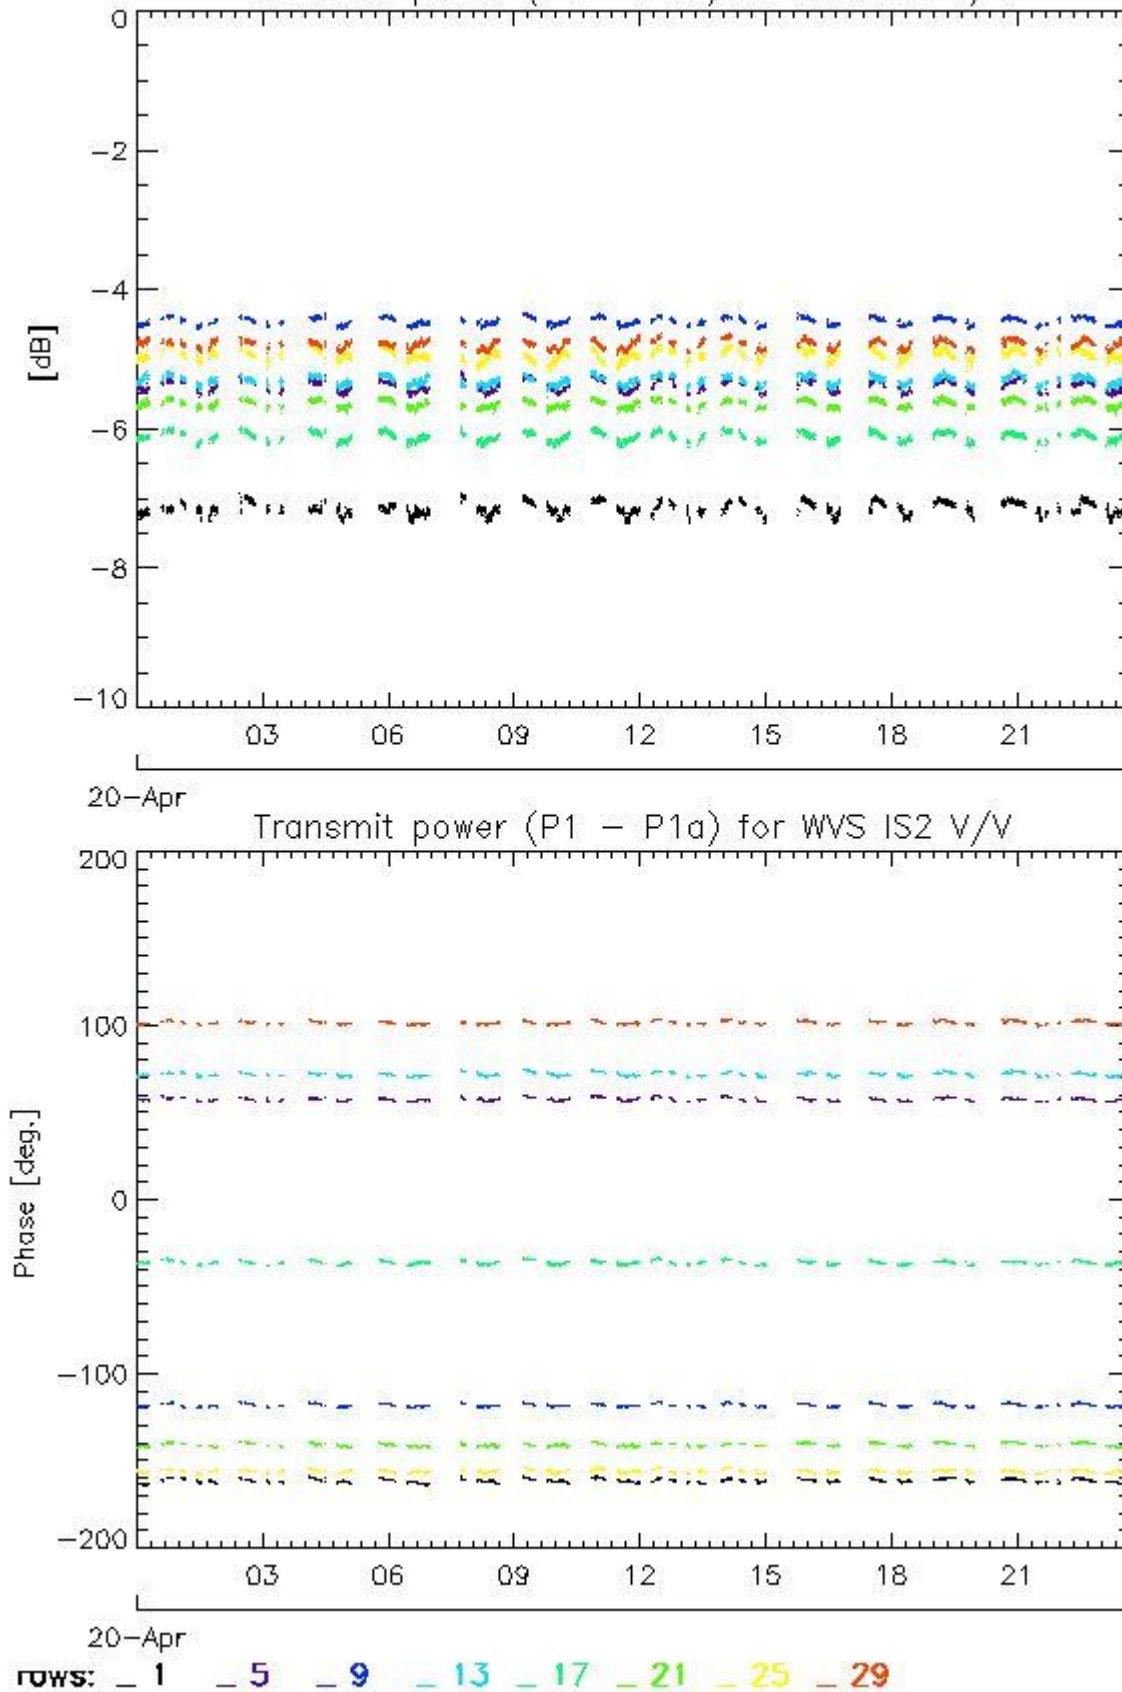 0
-2
-4
[dB]
-6
-8
-10
03 06 09 12 15 18 21
20-Apr
Transmit power (P1 - P1a) for WVS IS2 V/V
200
100
Phase [deg.]
0
-100
-200
03 06 09 12 15 18 21
20-Apr
rows: _ 1 _ 5 _ 9 _ 13 _ 17 _ 21 _ 25 _ 29